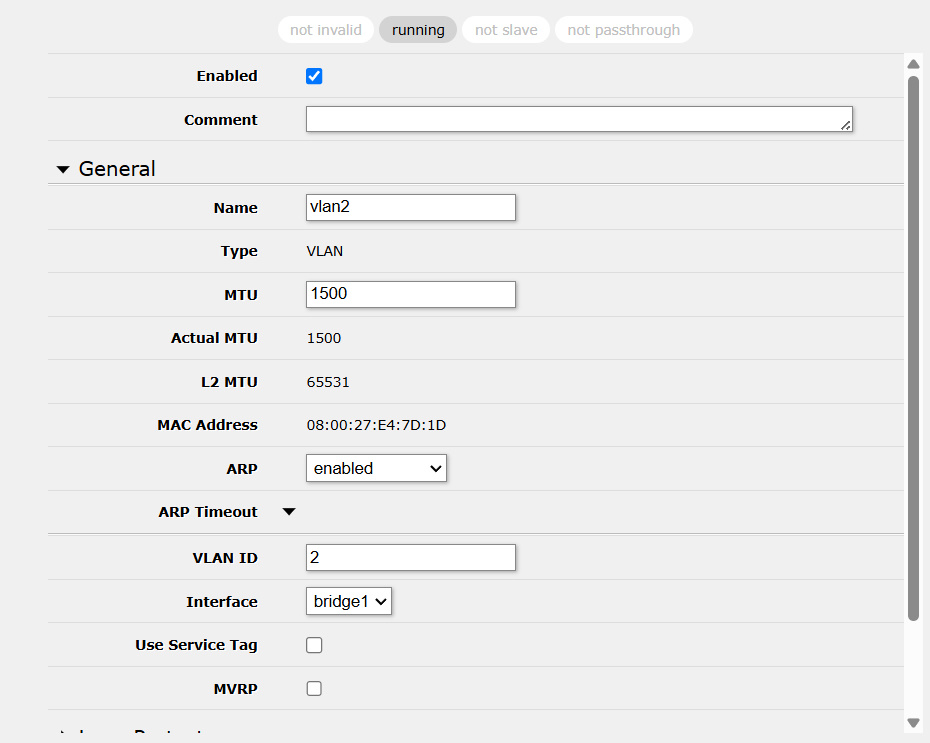 not invalid running not slave not passthrough
Enabled
Comment
General
Name vlan2
Type VLAN
MTU 1500
Actual MTU 1500
L2 MTU 65531
MAC Address 08:00:27:E4:7D:1D
ARP enabled
ARP Timeout
VLAN ID 2
Interface bridge1
Use Service Tag
MVRP